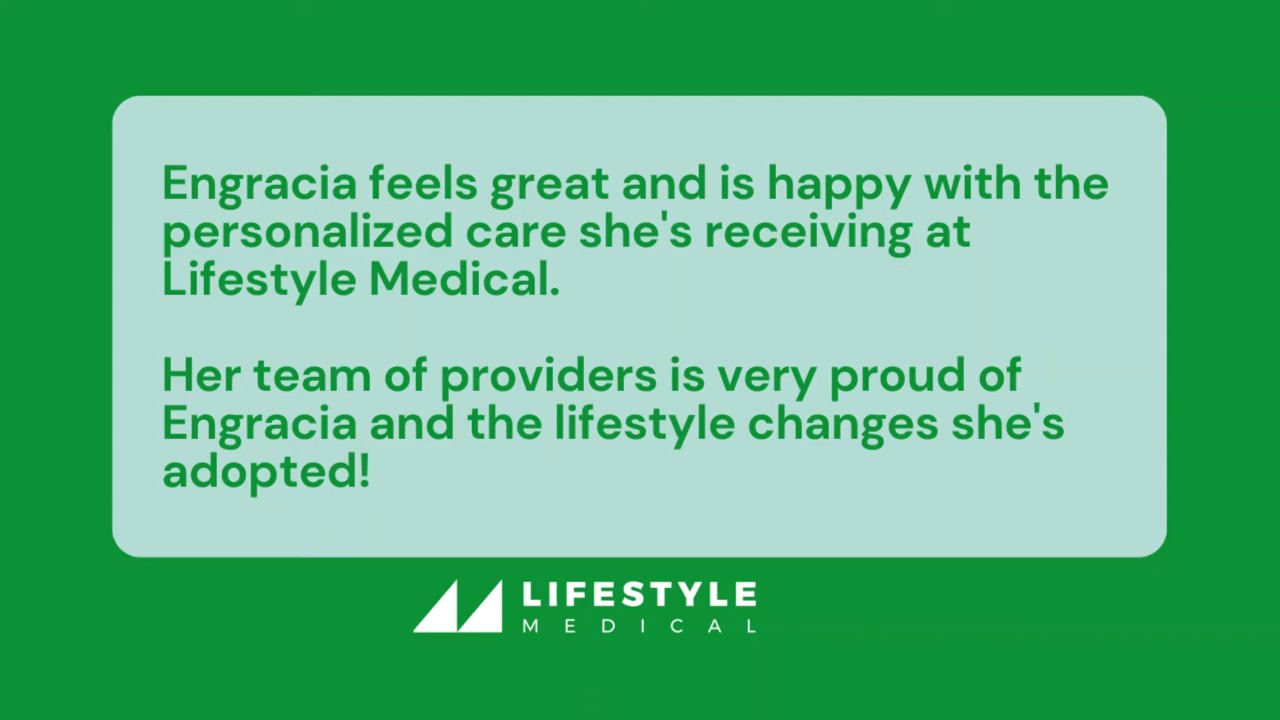 Engracia feels great and is happy with the
personalized care she's receiving at
Lifestyle Medical.
Her team of providers is very proud of
Engracia and the lifestyle changes she's
adopted!
LIFESTYLE
MEDICAL